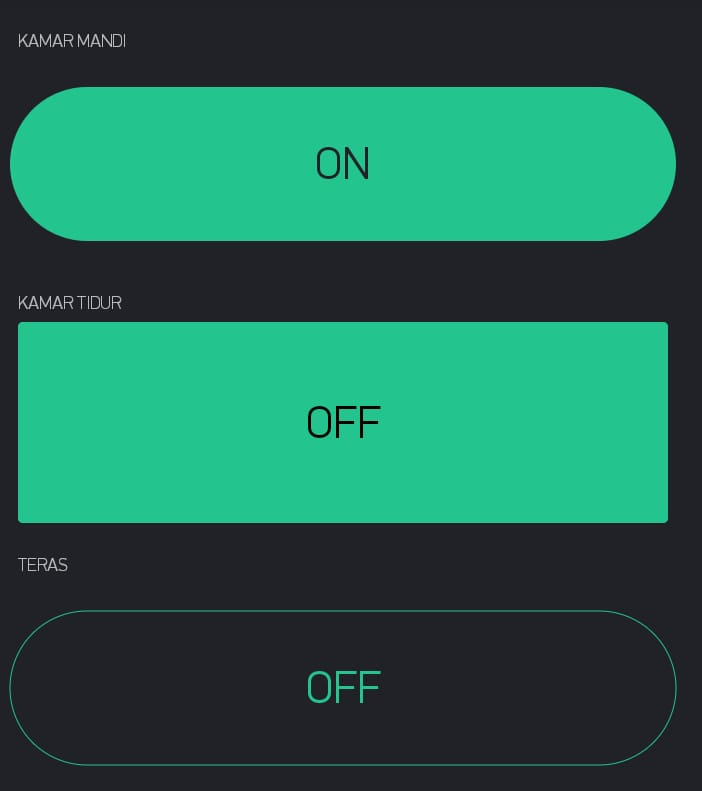 KAMAR MANDI
ON
KAMAR TIDUR
OFF
TERAS
OFF